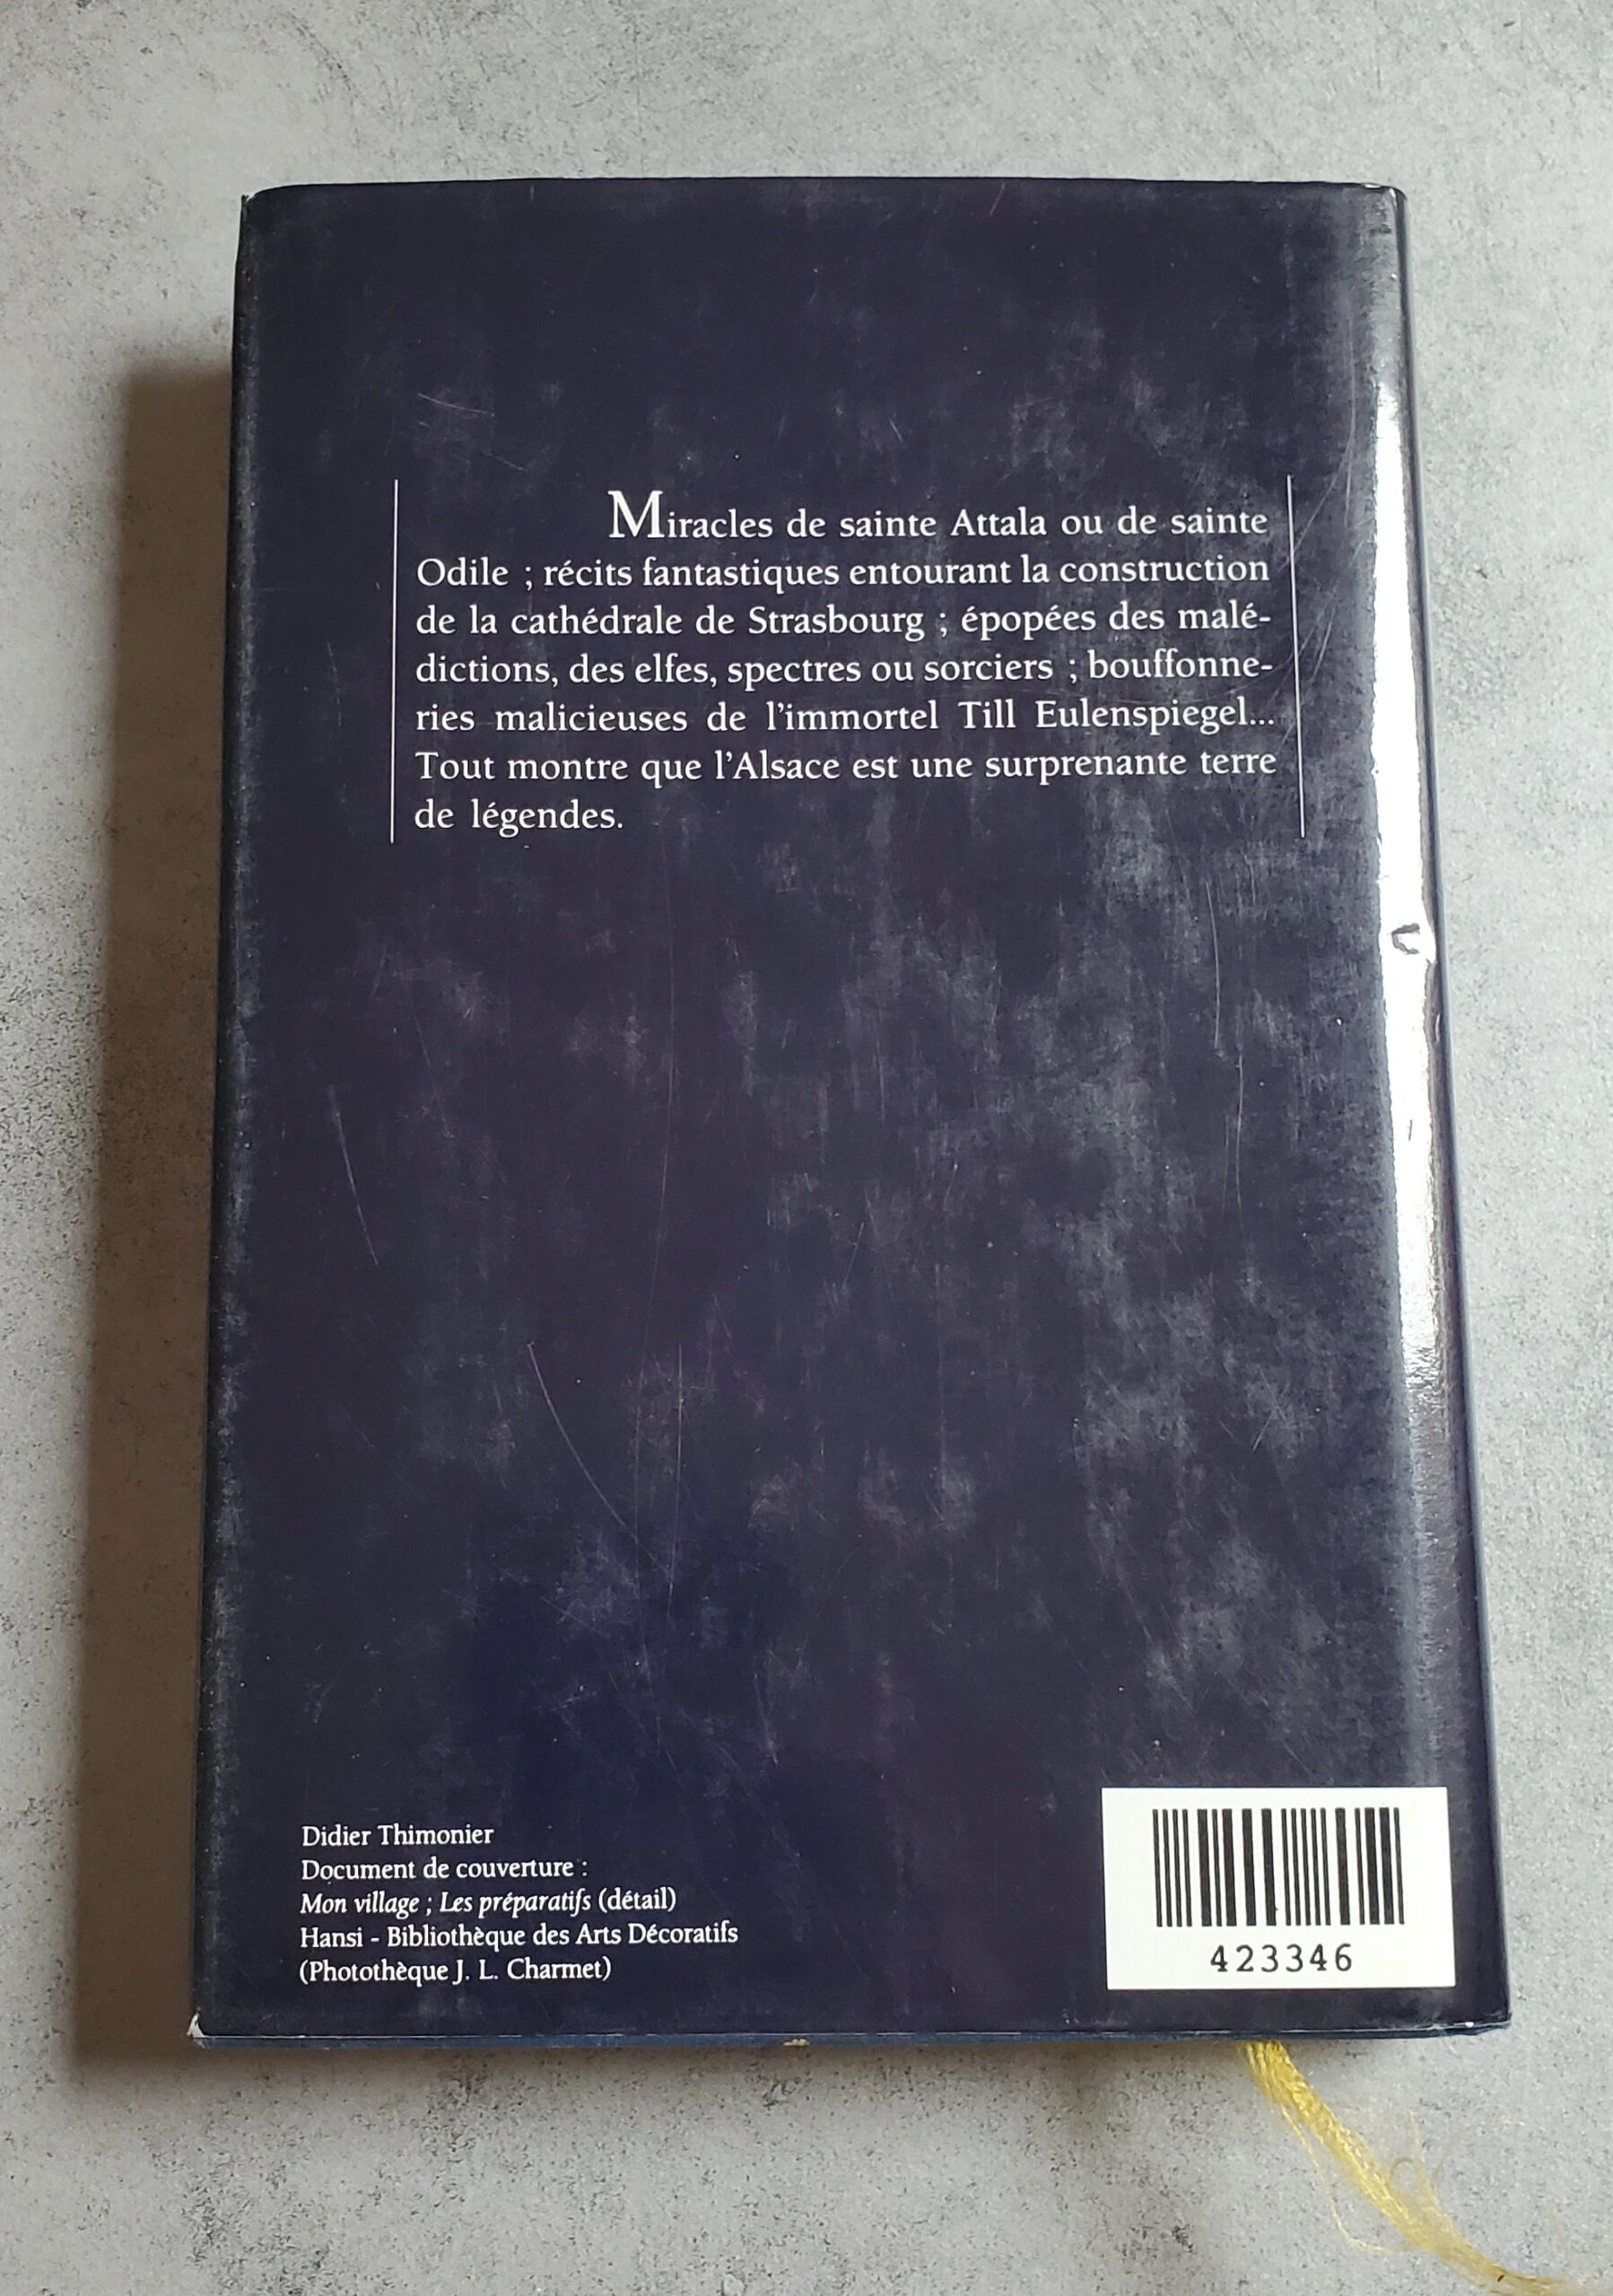 Miracles de sainte Attala ou de sainte
Odile ; récits fantastiques entourant la construction
de la cathédrale de Strasbourg ; épopées des malé-
dictions, des elfes, spectres ou sorciers ; bouffonne-
ries malicieuses de l'immortel Till Eulenspiegel...
Tout montre que l'Alsace est une surprenante terre
de légendes.
Didier Thimonier
Document de couverture :
Mon village ; Les préparatifs (détail)
Hansi - Bibliothèque des Arts Décoratifs
(Photothèque J. L. Charmet)
423346